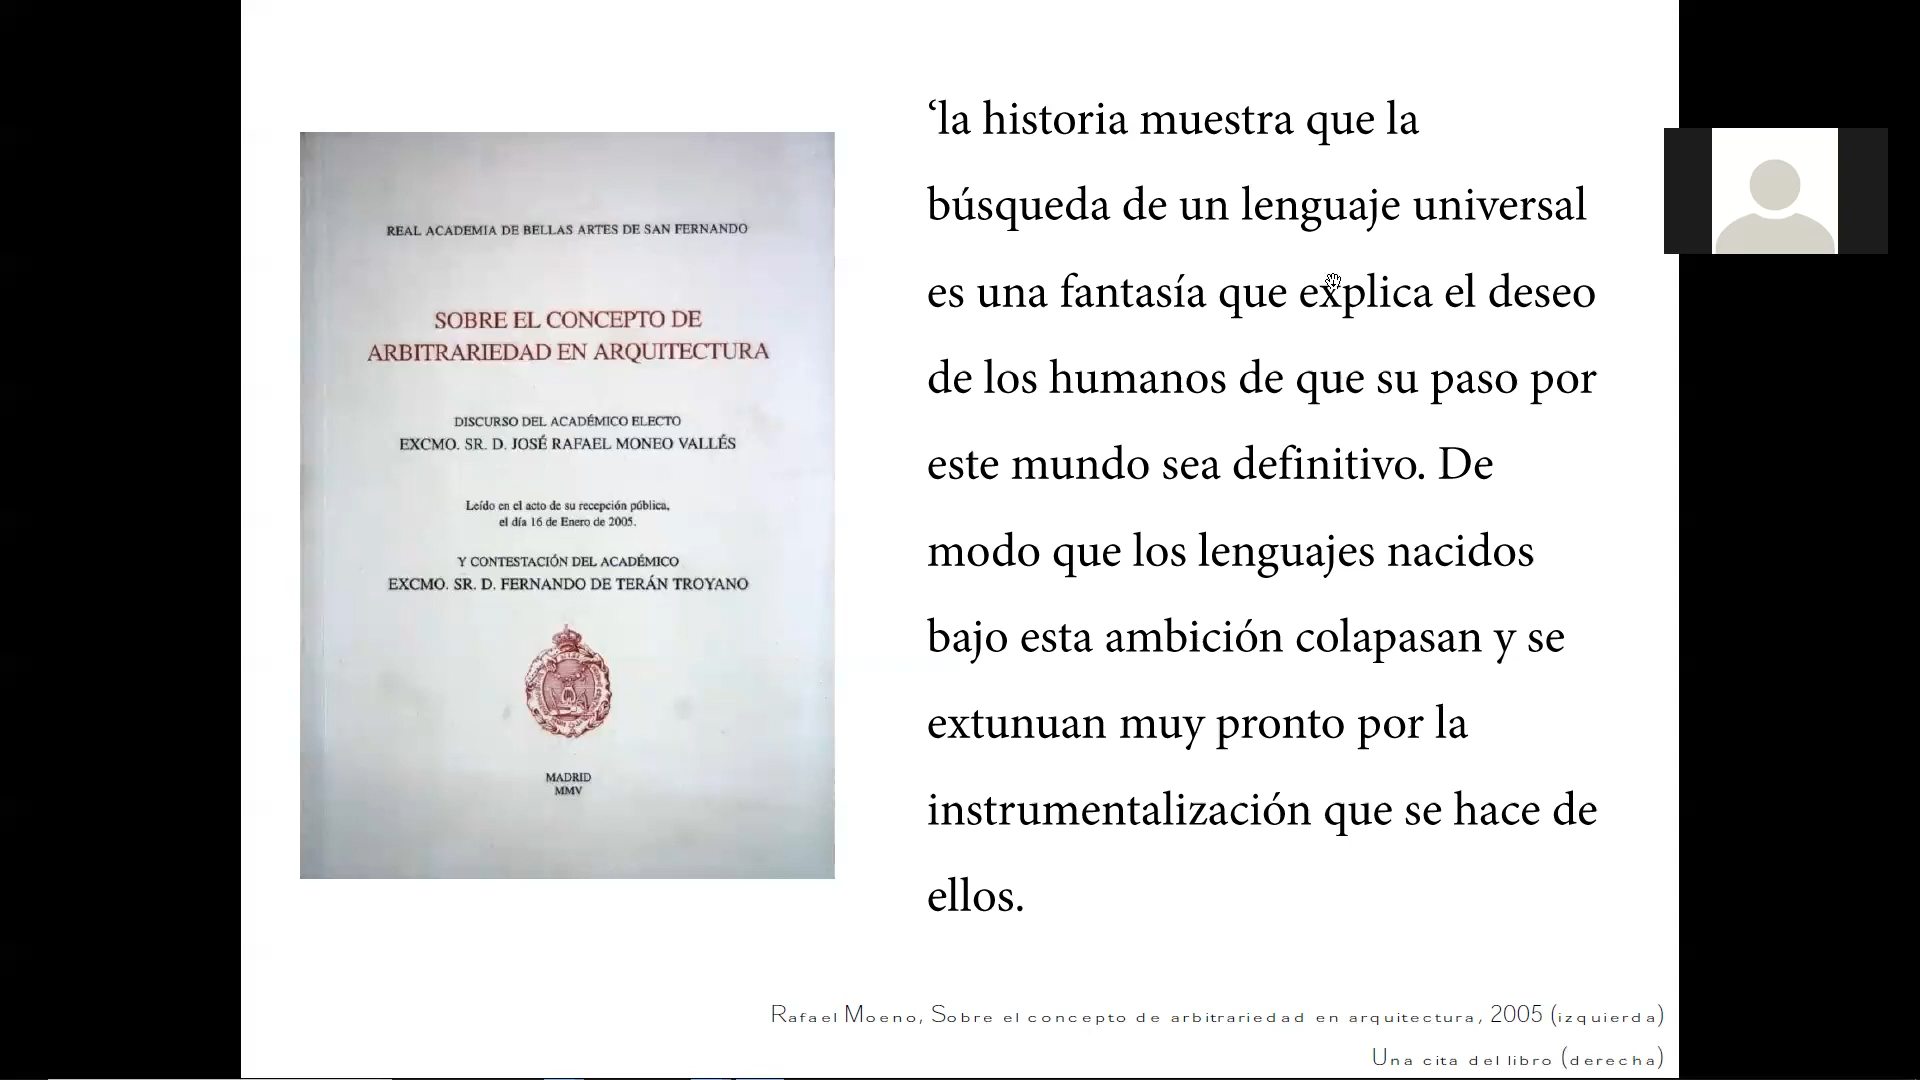 REAL ACADEMIA DE BELLAS ARTES DE SAN FERNANDO
SOBRE EL CONCEPTO DE
ARBITRARIEDAD EN ARQUITECTURA
DISCURSO DEL ACADÉMICO ELECTO
EXCMO. SR. D. JOSÉ RAFAEL MONEO VALLÉS
Leído en el acto de su recepción pública,
el día 16 de Enero de 2005.
Y CONTESTACIÓN DEL ACADÉMICO
EXCMO. SR. D. FERNANDO DE TERÁN TROYANO
MADRID
MMV
‘la historia muestra que la
búsqueda de un lenguaje universal
es una fantasía que explica el deseo
de los humanos de que su paso por
este mundo sea definitivo. De
modo que los lenguajes nacidos
bajo esta ambición colapasan y se
extunuan muy pronto por la
instrumentalización que se hace de
ellos.
Rafael Moeno, Sobre el concepto de arbitrariedad en arquitectura, 2005 (izquierda)
Una cita del libro (derecha)